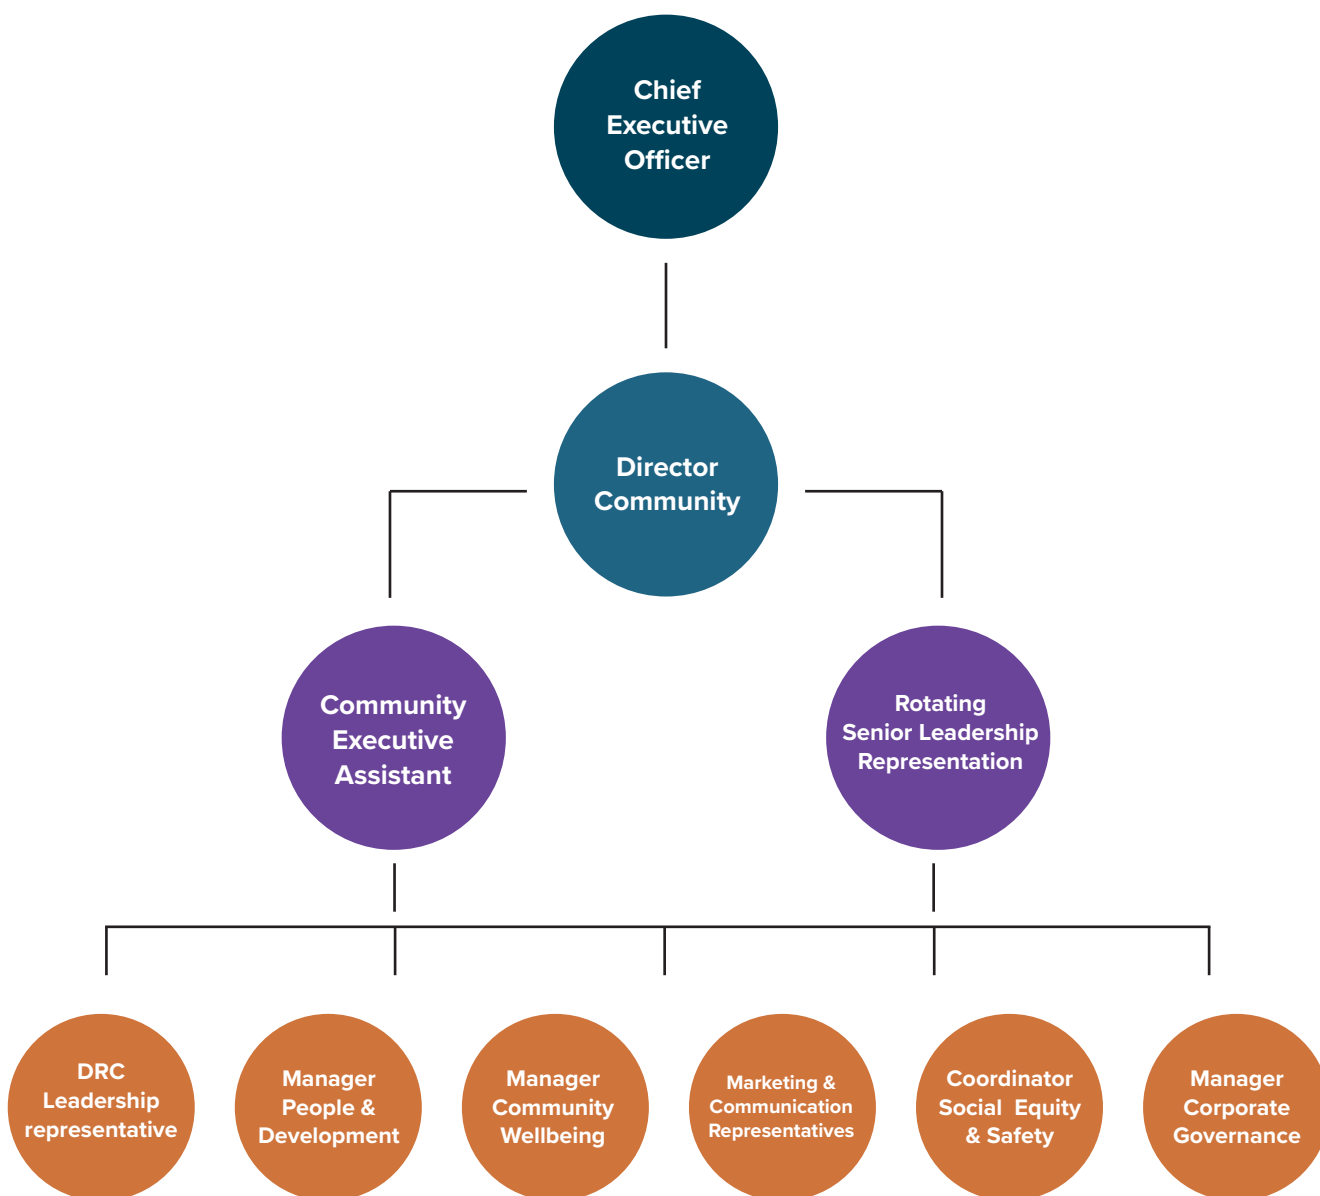 Chief
Executive
Officer
Director
Community
Community
Executive
Assistant
Rotating
Senior Leadership
Representation
DRC
Leadership
representative
Manager
People &
Development
Manager
Community
Wellbeing
Marketing &
Communication
Representatives
Coordinator
Social Equity
& Safety
Manager
Corporate
Governance